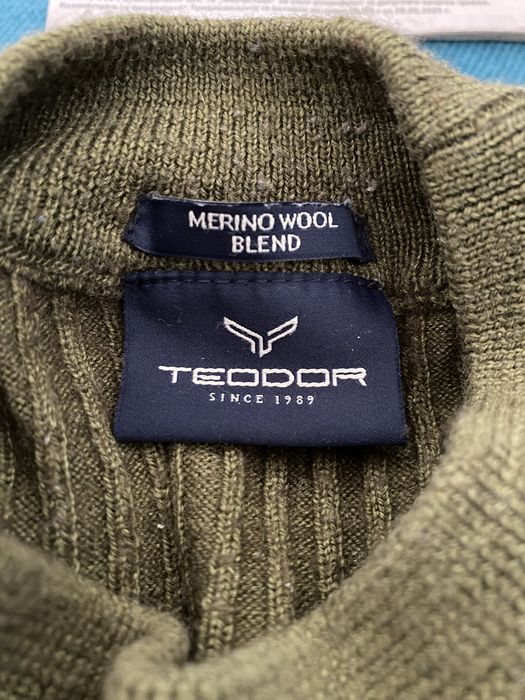 MERINO WOOL
BLEND
TEODOR
SINCE 1989